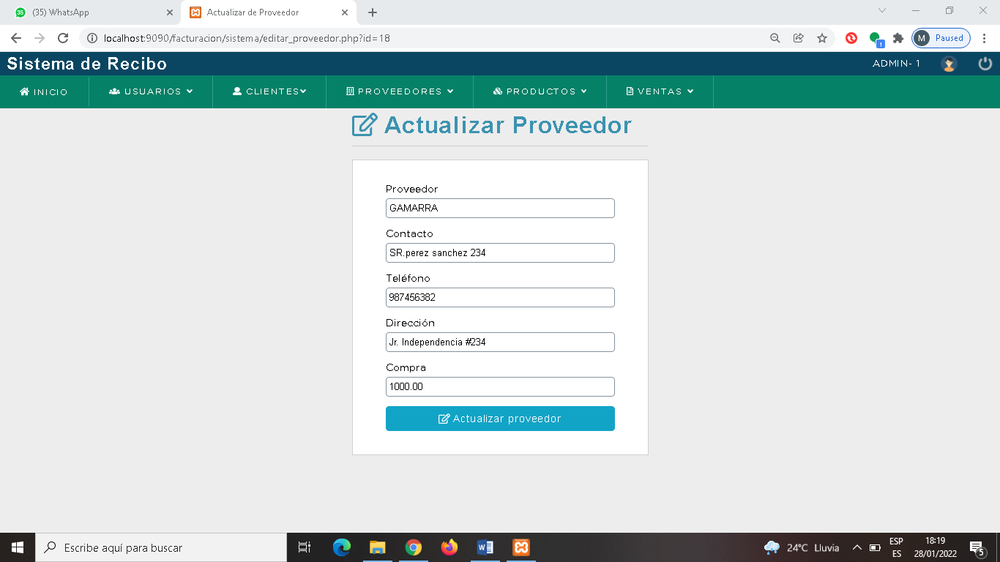 (35) WhatsApp
Actualizar de Proveedor
localhost:9090/facturacion/sistema/editar_proveedor.php?id=18
1
M Paused
Sistema de Recibo
ADMIN- 1
INICIO
USUARIOS
CLIENTES
PROVEEDORES
PRODUCTOS
VENTAS
Actualizar Proveedor
Proveedor
GAMARRA
Contacto
SR.perez sanchez 234
Teléfono
987456382
Dirección
Jr. Independencia #234
Compra
1000.00
Actualizar proveedor
Escribe aquí para buscar
24°C Lluvia
ESP
ES
18:19
28/01/2022
5